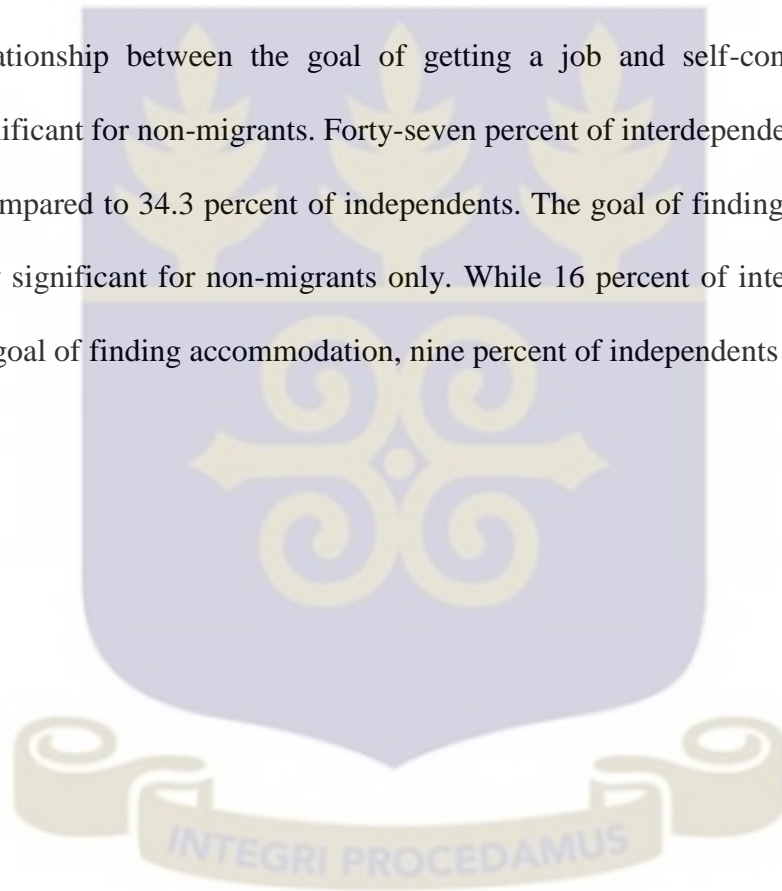 ationship between the goal of getting a job and self-con
nificant for non-migrants. Forty-seven percent of interdepende
ompared to 34.3 percent of independents. The goal of finding
significant for non-migrants only. While 16 percent of inte
goal of finding accommodation, nine percent of independents
INTEGRI PROCEDAMUS